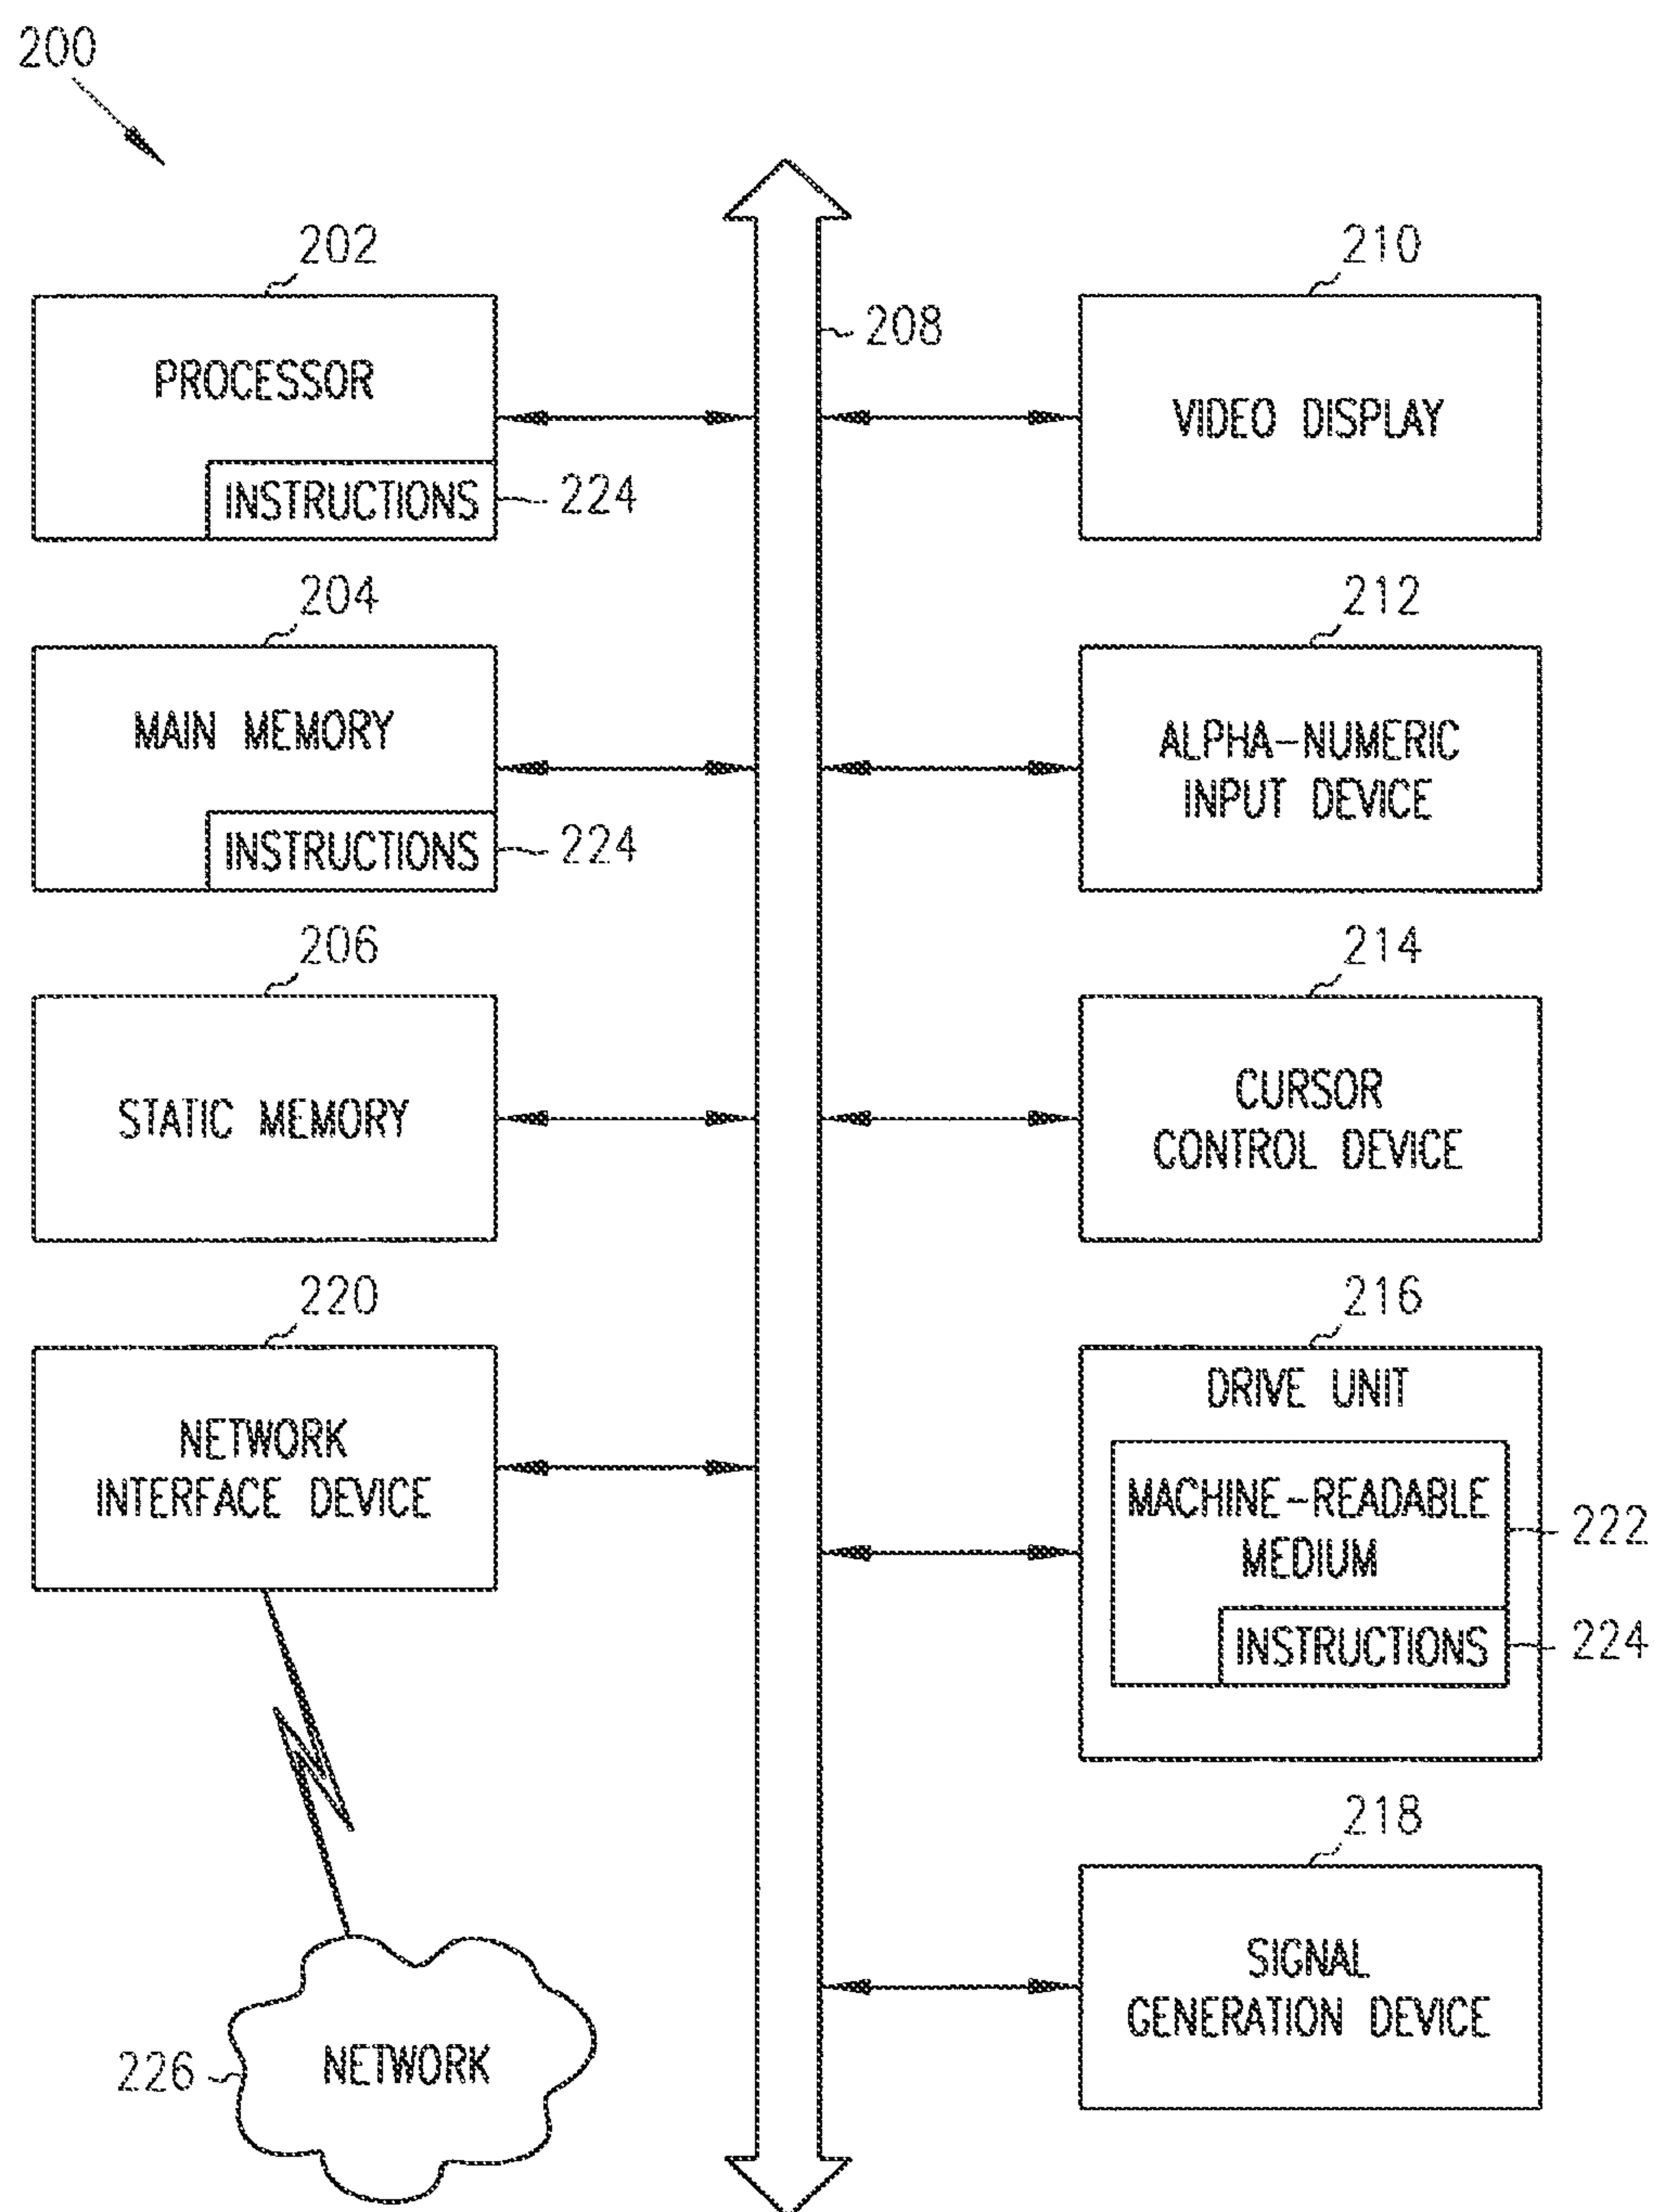 200
202
PROCESSOR
INSTRUCTIONS
224
204
MAIN MEMORY
INSTRUCTIONS
224
206
STATIC MEMORY
220
NETWORK
INTERFACE DEVICE
226
NETWORK
208
210
VIDEO DISPLAY
212
ALPHA-NUMERIC
INPUT DEVICE
214
CURSOR
CONTROL DEVICE
216
DRIVE UNIT
MACHINE-READABLE
MEDIUM
222
INSTRUCTIONS
224
218
SIGNAL
GENERATION DEVICE